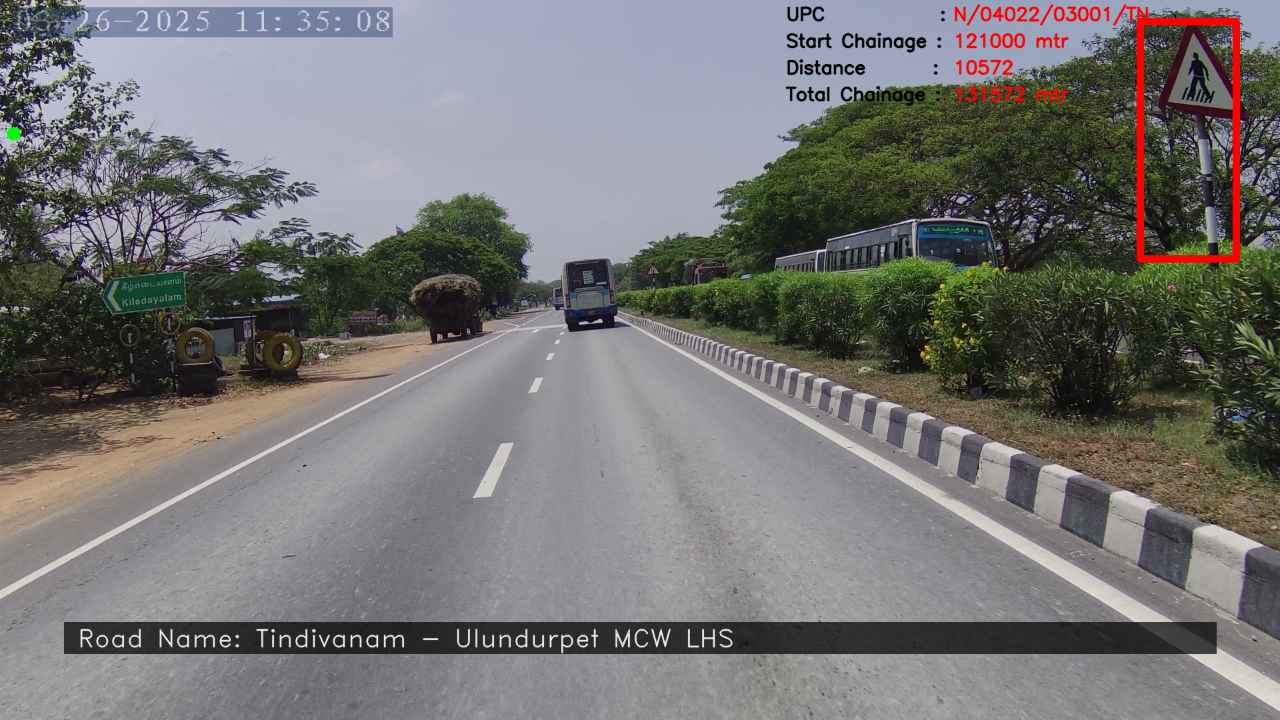 03-26-2025 11:35:08
UPC : N/04022/03001/TN
Start Chainage : 121000 mtr
Distance : 10572
Total Chainage : 131572 mtr
Kiledayalam
Road Name: Tindivanam - Ulundurpet MCW LHS